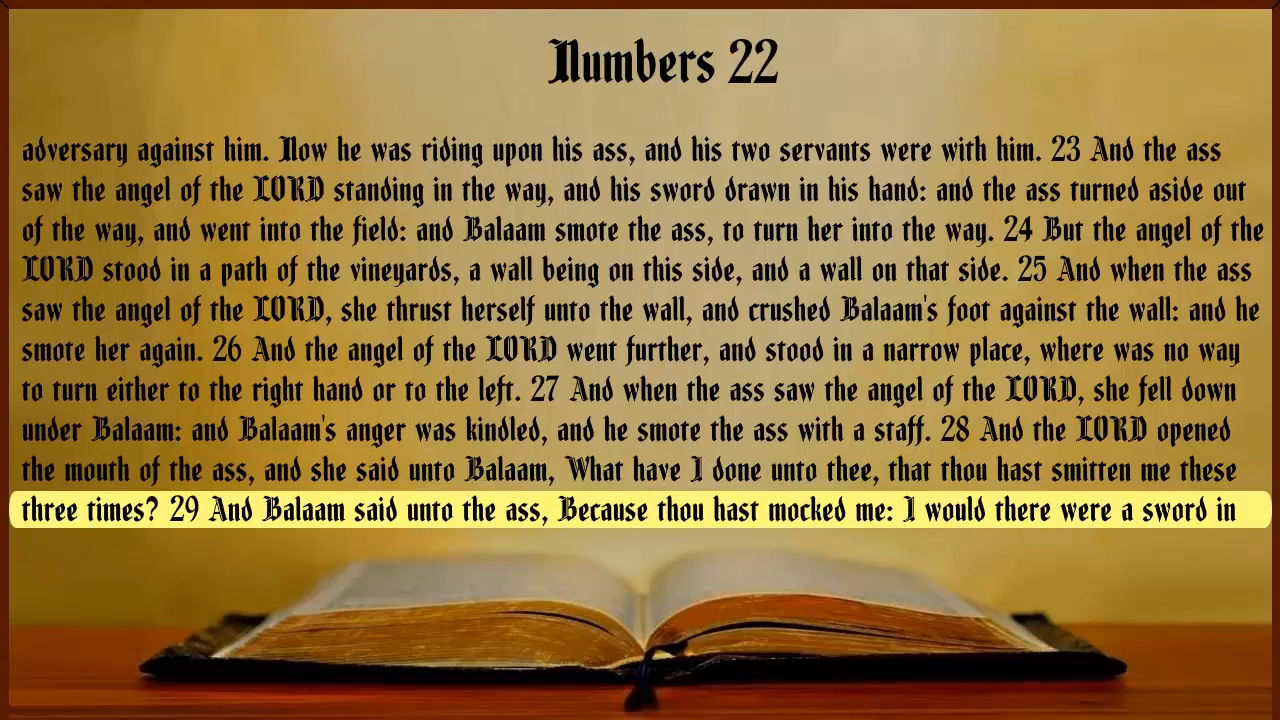 Numbers 22
adversary against him. Now he was riding upon his ass, and his two servants were with him. 23 And the ass
saw the angel of the LORD standing in the way, and his sword drawn in his hand: and the ass turned aside out
of the way, and went into the field: and Balaam smote the ass, to turn her into the way. 24 But the angel of the
LORD stood in a path of the vineyards, a wall being on this side, and a wall on that side. 25 And when the ass
saw the angel of the LORD, she thrust herself unto the wall, and crushed Balaam's foot against the wall: and he
smote her again. 26 And the angel of the LORD went further, and stood in a narrow place, where was no way
to turn either to the right hand or to the left. 27 And when the ass saw the angel of the LORD, she fell down
under Balaam: and Balaam's anger was kindled, and he smote the ass with a staff. 28 And the LORD opened
the mouth of the ass, and she said unto Balaam, What have I done unto thee, that thou hast smitten me these
three times? 29 And Balaam said unto the ass, Because thou hast mocked me: I would there were a sword in